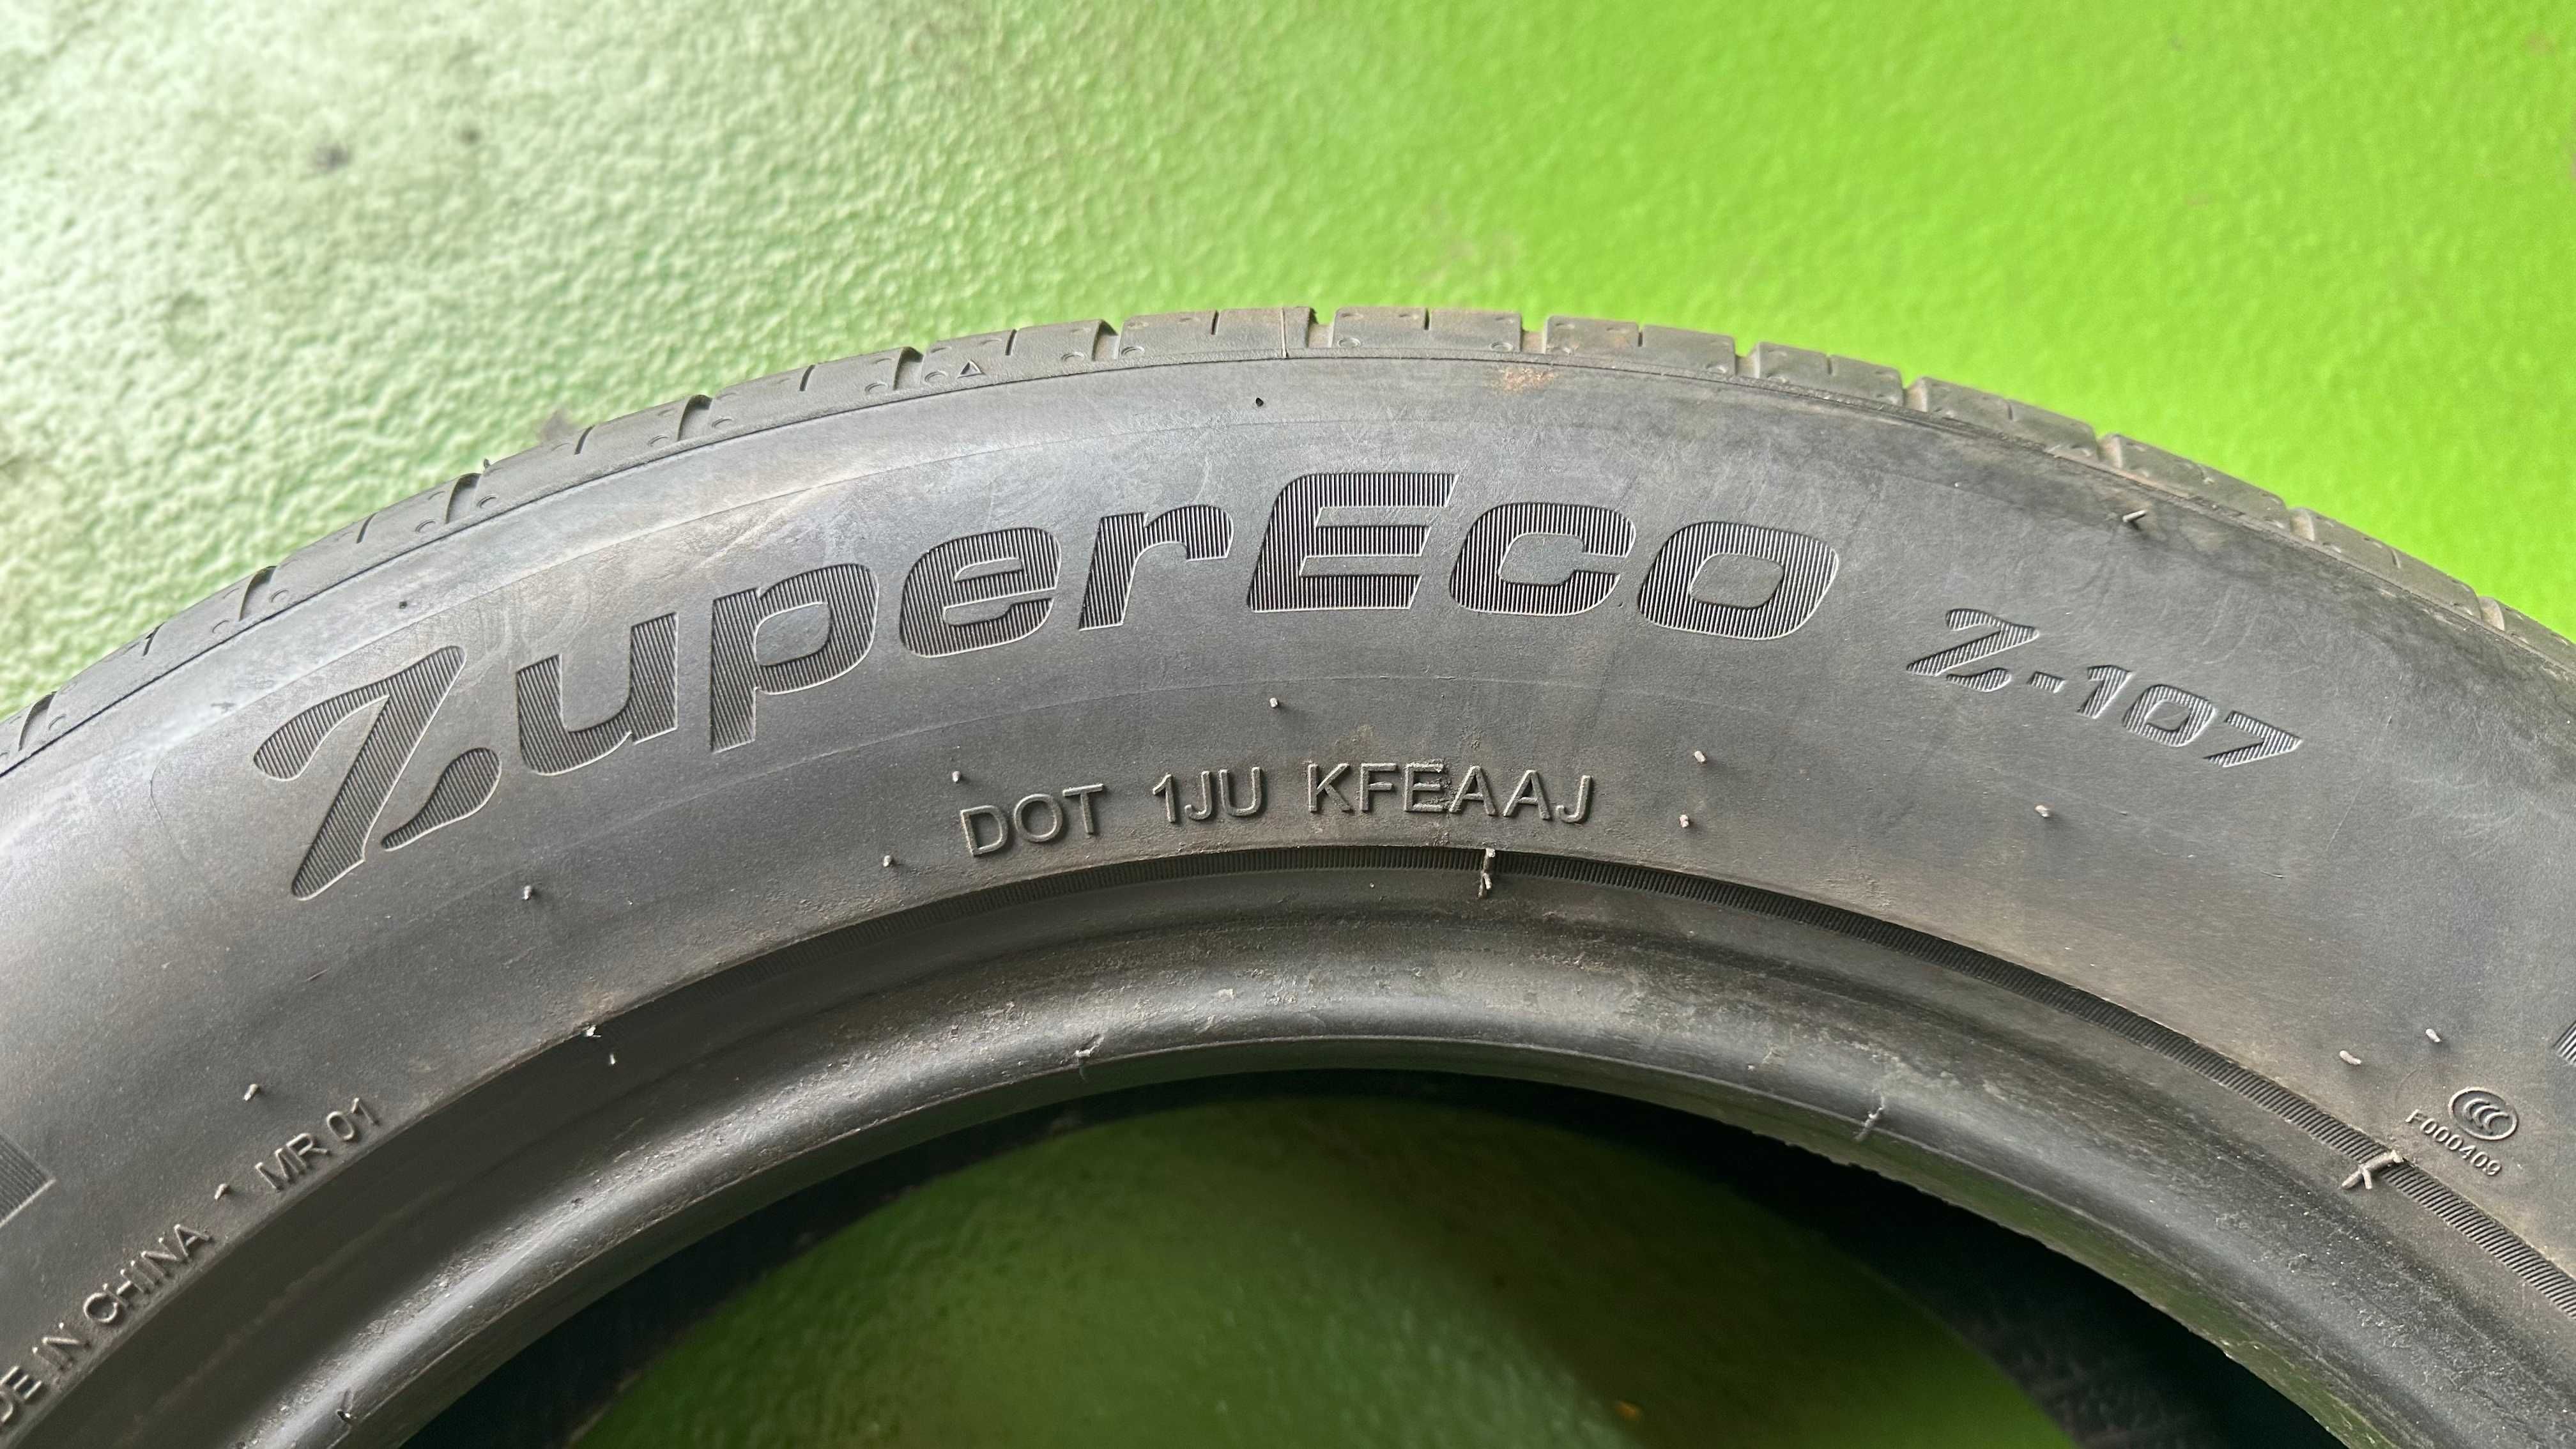 ZuperEco Z-107
DOT 1JU KFEAAJ
IN CHINA MR 01
F000409